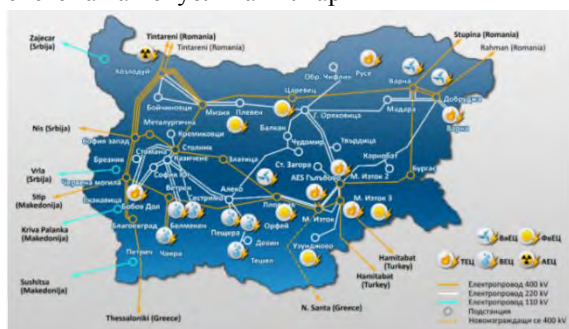 Zajecar
(Srbija)
Tintareni (Romania)
Tintareni (Romania)
Stupina (Romania)
Rahman (Romania)
Козлодуй
Обр. Чифлик
Русе
Варна
Царевец
Добруджа
Бойчиновци
Мизия
Плевен
Г. Оряховица
Мадара
Варна
Металургична
Nis (Srbija)
Кремиковци
Балкан
София запад
Столник
Чудомир
Твърдица
Стомана
Казичене
Златица
Карнобат
Брезник
София Юг
Ст. Загора
Vrla
(Srbija)
AES Гълъбово
М. Изток 2
Бургас
Червена могила
Ветрен
Алеко
Stip
(Makedonija)
Бобов Дол
Сестримо
Пловдив
М. Изток 3
Скакавица
Белмекен
Пещера
Орфей
М. Изток
Благоевград
Kriva Palanka
(Makedonija)
Девин
Узунджово
Hamitabat
(Turkey)
ВяЕЦ
ФвЕЦ
Петрич
Чаира
Тешел
ТЕЦ
ВЕЦ
АЕЦ
Sushitsa
(Makedonija)
Hamitabat
(Turkey)
Електропровод 400 kV
Електропровод 220 kV
Електропровод 110 kV
Thessaloniki (Greece)
N. Santa (Greece)
Подстанция
Новоизграждащи се 400 kV